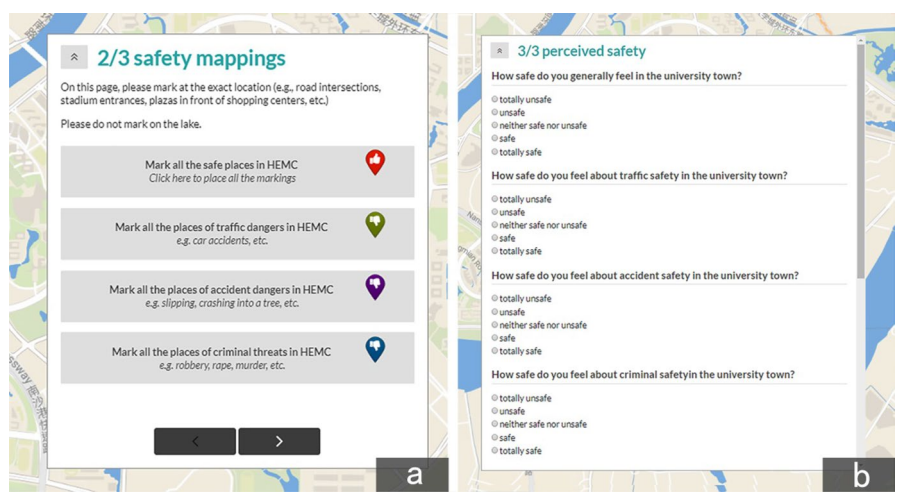 2/3 safety mappings
On this page, please mark at the exact location (e.g., road intersections,
stadium entrances, plazas in front of shopping centers, etc.)
Please do not mark on the lake.
Mark all the safe places in HEMC
Click here to place all the markings
Mark all the places of traffic dangers in HEMC
e.g. car accidents, etc.
Mark all the places of accident dangers in HEMC
e.g. slipping, crashing into a tree, etc.
Mark all the places of criminal threats in HEMC
e.g. robbery, rape, murder, etc.
a
3/3 perceived safety
How safe do you generally feel in the university town?
totally unsafe
unsafe
neither safe nor unsafe
safe
totally safe
How safe do you feel about traffic safety in the university town?
totally unsafe
unsafe
neither safe nor unsafe
safe
totally safe
How safe do you feel about accident safety in the university town?
totally unsafe
unsafe
neither safe nor unsafe
safe
totally safe
How safe do you feel about criminal safetyin the university town?
totally unsafe
unsafe
neither safe nor unsafe
safe
totally safe
b